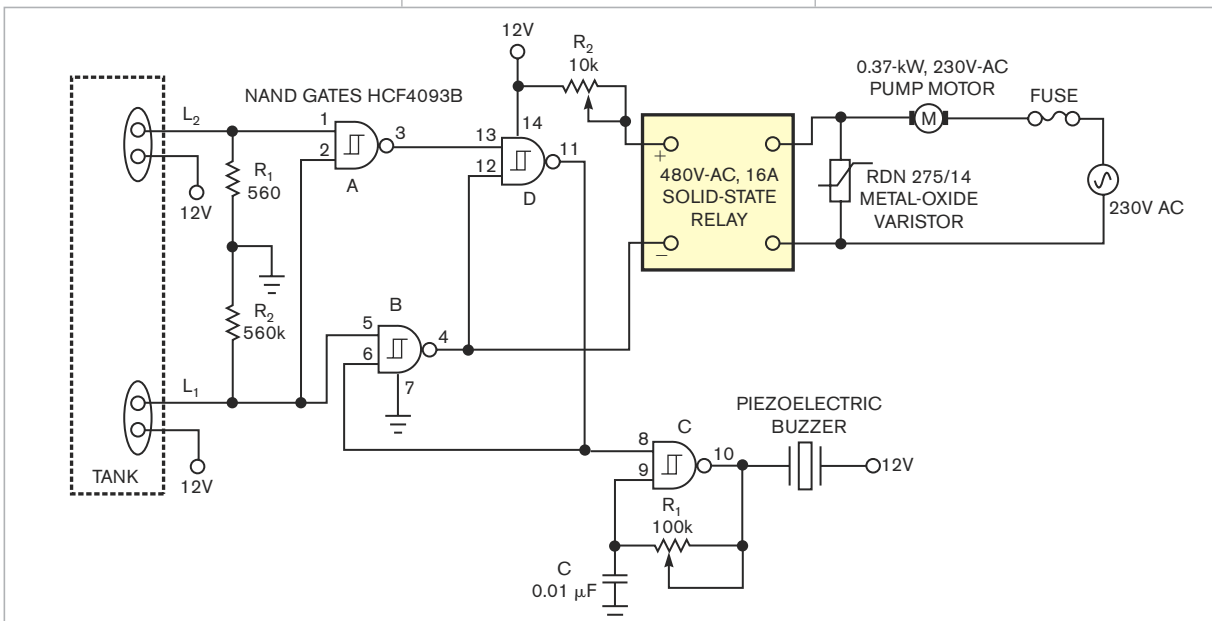 12V
R2
10k
0.37-kW, 230V-AC
PUMP MOTOR
FUSE
NAND GATES HCF4093B
L2
1
2
3
A
13
12
14
11
D
R1
560
12V
+
–
480V-AC, 16A
SOLID-STATE
RELAY
M
RDN 275/14
METAL-OXIDE
VARISTOR
230V AC
R2
560k
B
5
6
4
7
L1
TANK
12V
PIEZOELECTRIC
BUZZER
C
8
9
10
12V
R1
100k
C
0.01 μF